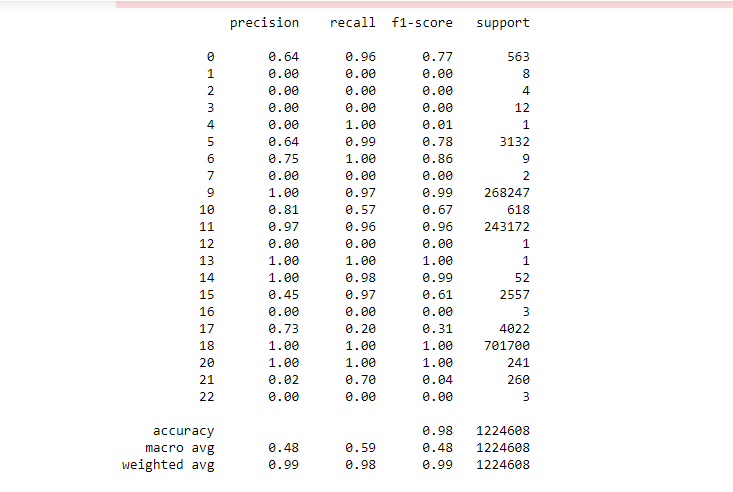 precision recall f1-score support
0 0.64 0.96 0.77 563
1 0.00 0.00 0.00 8
2 0.00 0.00 0.00 4
3 0.00 0.00 0.00 12
4 0.00 1.00 0.01 1
5 0.64 0.99 0.78 3132
6 0.75 1.00 0.86 9
7 0.00 0.00 0.00 2
9 1.00 0.97 0.99 268247
10 0.81 0.57 0.67 618
11 0.97 0.96 0.96 243172
12 0.00 0.00 0.00 1
13 1.00 1.00 1.00 1
14 1.00 0.98 0.99 52
15 0.45 0.97 0.61 2557
16 0.00 0.00 0.00 3
17 0.73 0.20 0.31 4022
18 1.00 1.00 1.00 701700
20 1.00 1.00 1.00 241
21 0.02 0.70 0.04 260
22 0.00 0.00 0.00 3
accuracy 0.98 1224608
macro avg 0.48 0.59 0.48 1224608
weighted avg 0.99 0.98 0.99 1224608